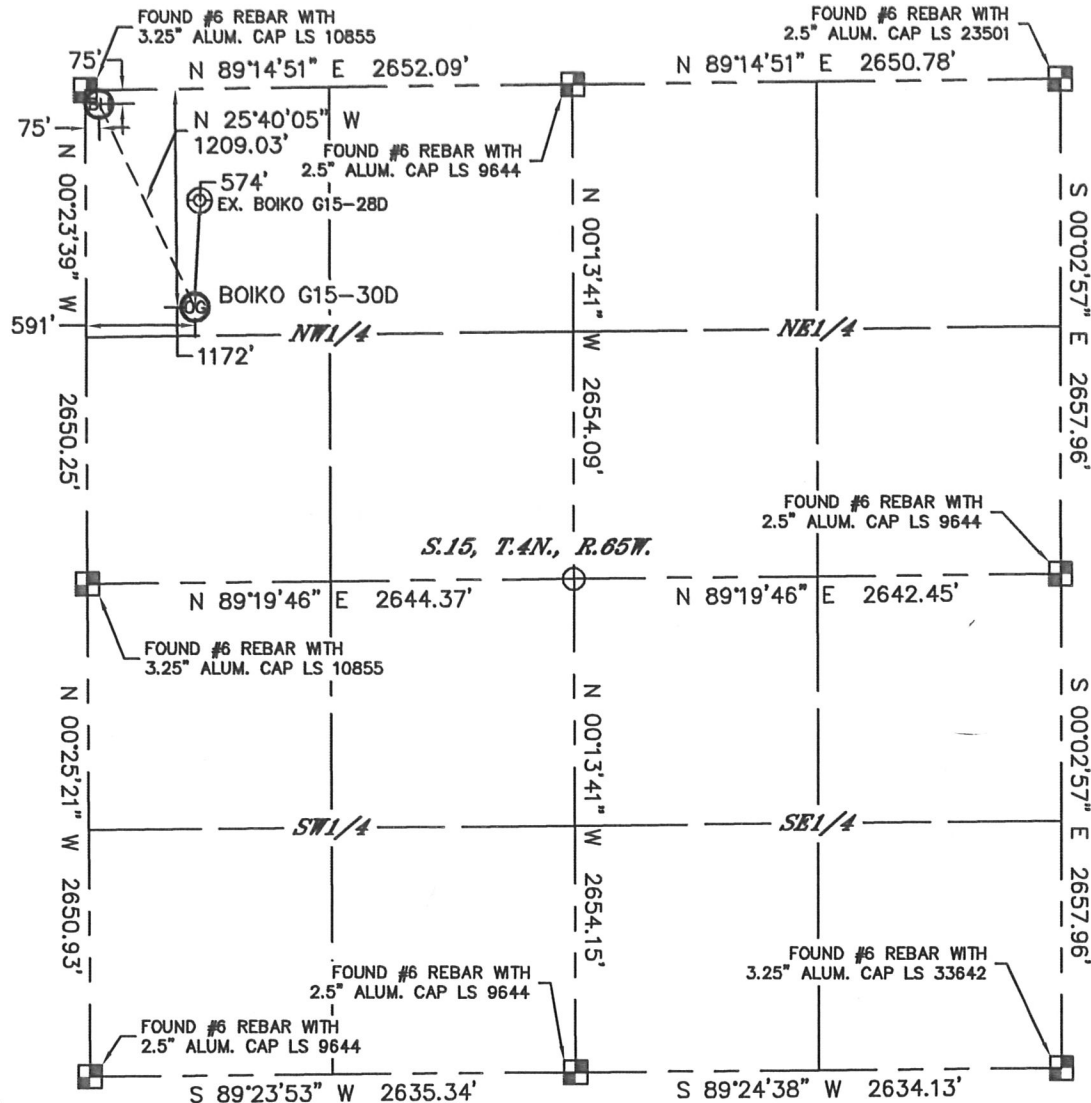 FOUND #6 REBAR WITH
3.25" ALUM. CAP LS 10855
FOUND #6 REBAR WITH
2.5" ALUM. CAP LS 23501
75'
N 89°14'51" E 2652.09'
N 89°14'51" E 2650.78'
BL
75'
N 25°40'05" W
1209.03'
FOUND #6 REBAR WITH
2.5" ALUM. CAP LS 9644
574'
EX. BOIKO G15-28D
N 00°23'39" W 2650.25'
N 00°13'41" W 2654.09'
S 00°02'57" E 2657.96'
OG
BOIKO G15-30D
591'
1172'
NW1/4
NE1/4
FOUND #6 REBAR WITH
2.5" ALUM. CAP LS 9644
S.15, T.4N., R.65W.
N 89°19'46" E 2644.37'
N 89°19'46" E 2642.45'
FOUND #6 REBAR WITH
3.25" ALUM. CAP LS 10855
N 00°25'21" W 2650.93'
N 00°13'41" W 2654.15'
S 00°02'57" E 2657.96'
SW1/4
SE1/4
FOUND #6 REBAR WITH
2.5" ALUM. CAP LS 9644
FOUND #6 REBAR WITH
3.25" ALUM. CAP LS 33642
FOUND #6 REBAR WITH
2.5" ALUM. CAP LS 9644
S 89°23'53" W 2635.34'
S 89°24'38" W 2634.13'